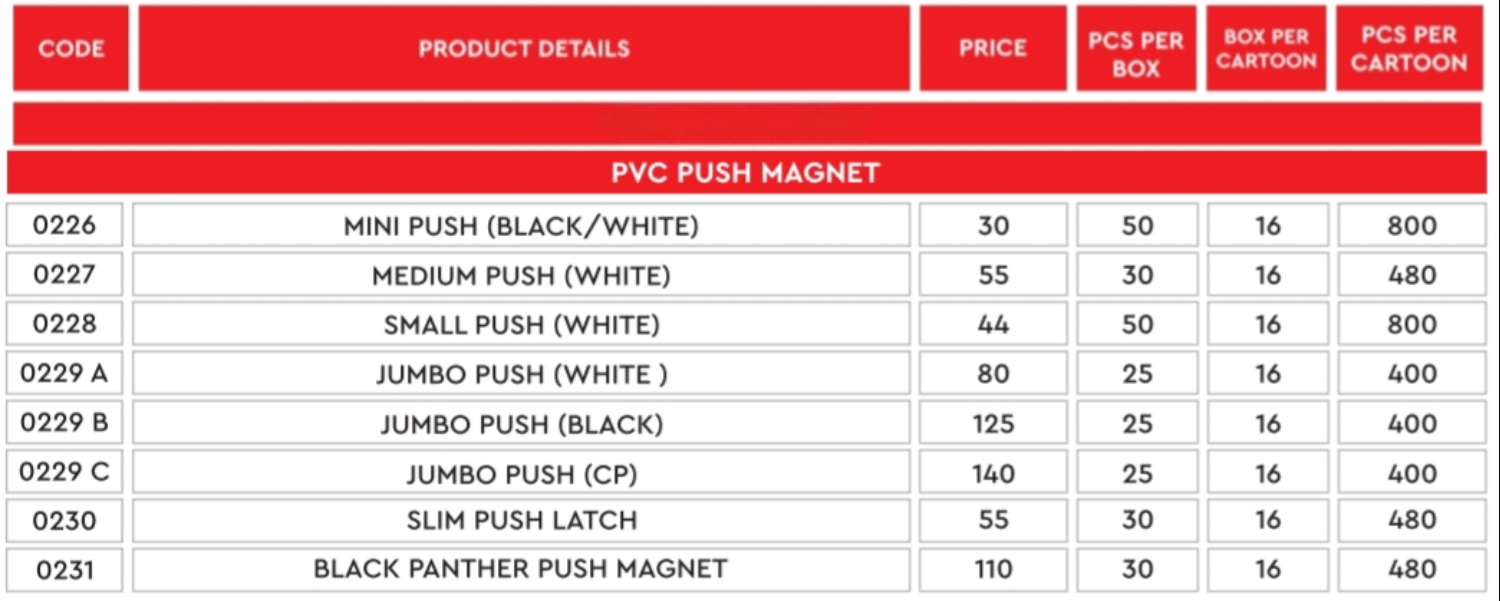 CODE PRODUCT DETAILS PRICE PCS PER BOX BOX PER CARTOON PCS PER CARTOON
PVC PUSH MAGNET
0226 MINI PUSH (BLACK/WHITE) 30 50 16 800
0227 MEDIUM PUSH (WHITE) 55 30 16 480
0228 SMALL PUSH (WHITE) 44 50 16 800
0229 A JUMBO PUSH (WHITE ) 80 25 16 400
0229 B JUMBO PUSH (BLACK) 125 25 16 400
0229 C JUMBO PUSH (CP) 140 25 16 400
0230 SLIM PUSH LATCH 55 30 16 480
0231 BLACK PANTHER PUSH MAGNET 110 30 16 480